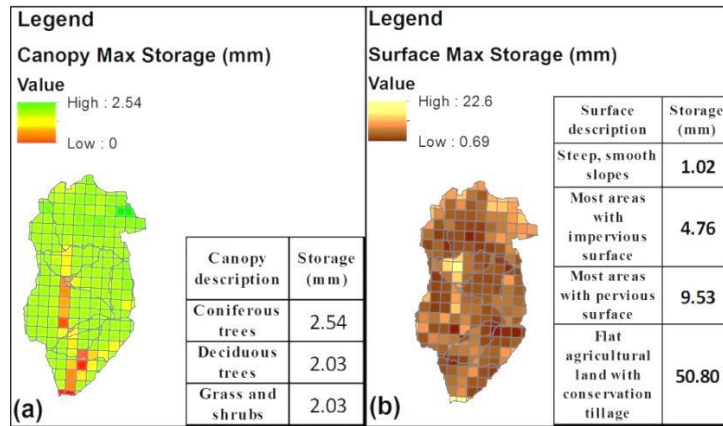 Legend
Canopy Max Storage (mm)
Value
High : 2.54
Low : 0
Canopy
description
Storage
(mm)
Coniferous
trees
2.54
Deciduous
trees
2.03
Grass and
shrubs
2.03
(a)
Legend
Surface Max Storage (mm)
Value
High : 22.6
Low : 0.69
Surface
description
Storage
(mm)
Steep, smooth
slopes
1.02
Most areas
with
impervious
surface
4.76
Most areas
with pervious
surface
9.53
Flat
agricultural
land with
conservation
tillage
50.80
(b)